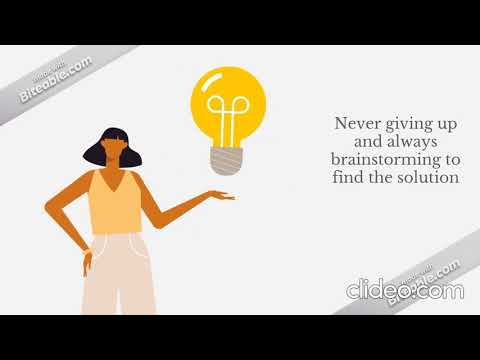 made with
Biteable.com
Never giving up
and always
brainstorming to
find the solution
made with
Biteable.com
clideo.com